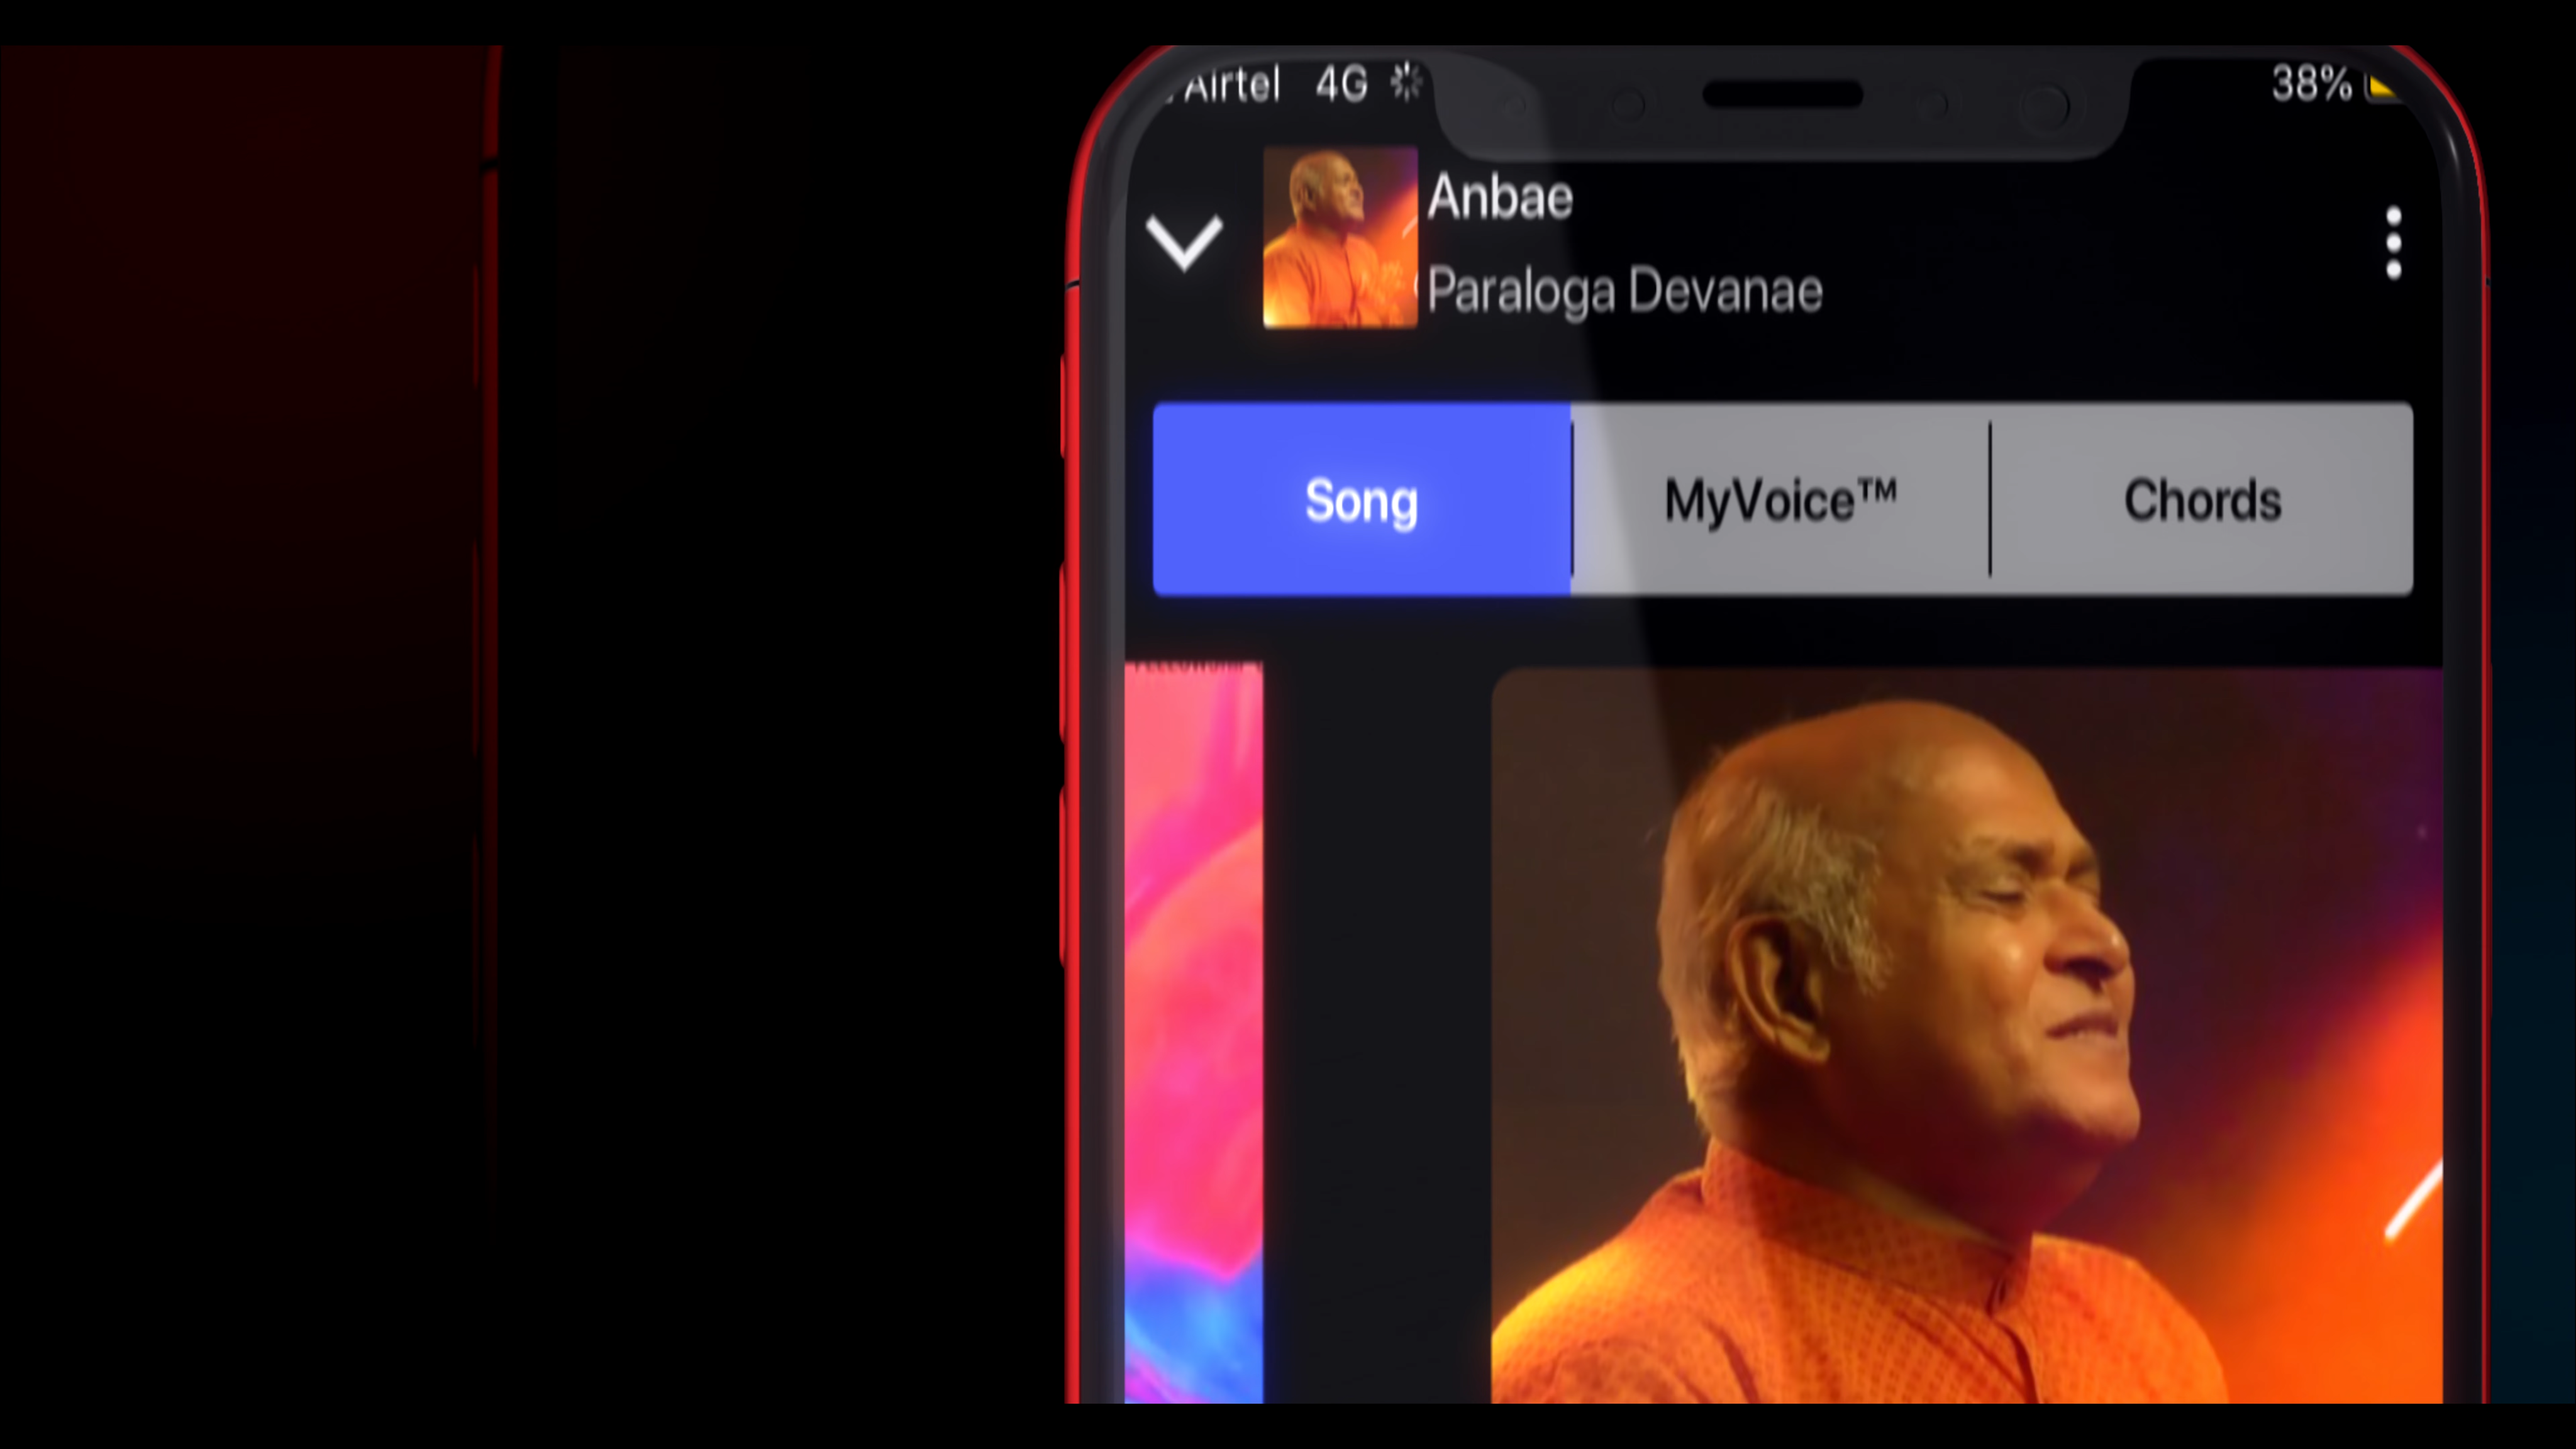 Airtel 4G
38%
Anbae
Paraloga Devanae
Song
MyVoice™
Chords